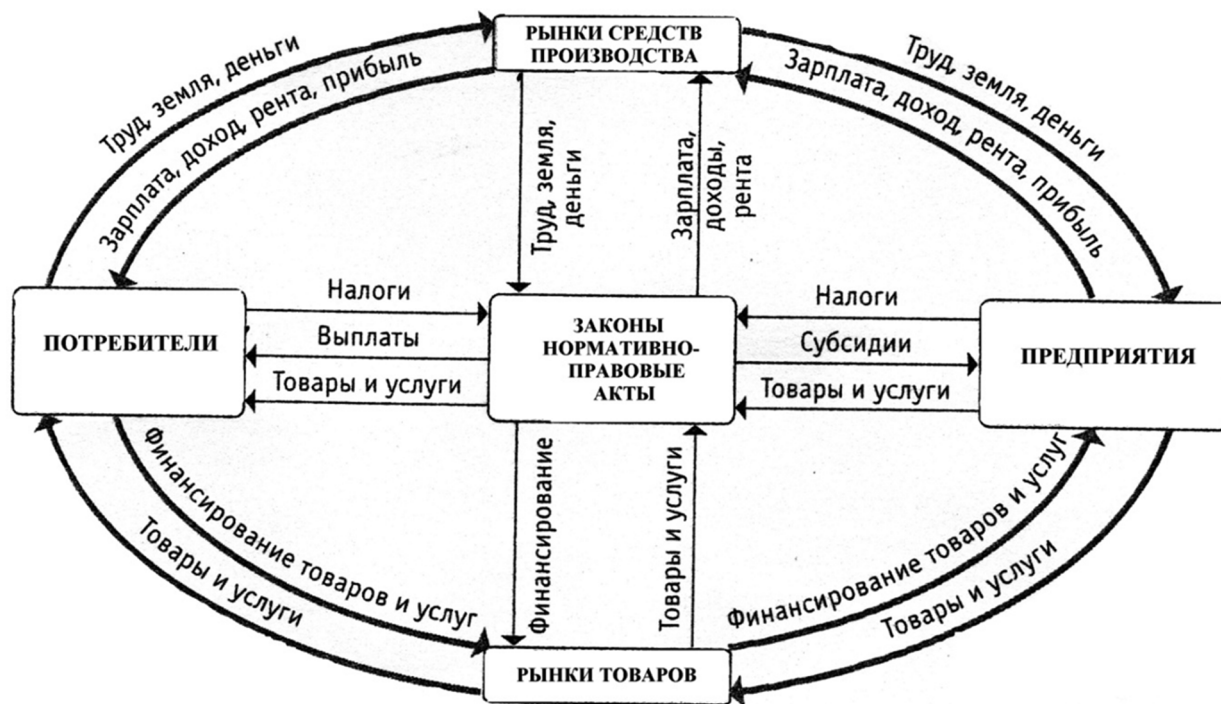 РЫНКИ СРЕДСТВ
ПРОИЗВОДСТВА
Труд, земля, деньги
Зарплата, доход, рента, прибыль
Труд, земля, деньги
Зарплата, доход, рента, прибыль
Труд, земля,
деньги
Зарплата,
доходы,
рента
ПОТРЕБИТЕЛИ
Налоги
Выплаты
Товары и услуги
ЗАКОНЫ
НОРМАТИВНО-
ПРАВОВЫЕ
АКТЫ
Налоги
Субсидии
Товары и услуги
ПРЕДПРИЯТИЯ
Финансирование товаров и услуг
Товары и услуги
Финансирование
Товары и услуги
Финансирование товаров и услуг
Товары и услуги
РЫНКИ ТОВАРОВ